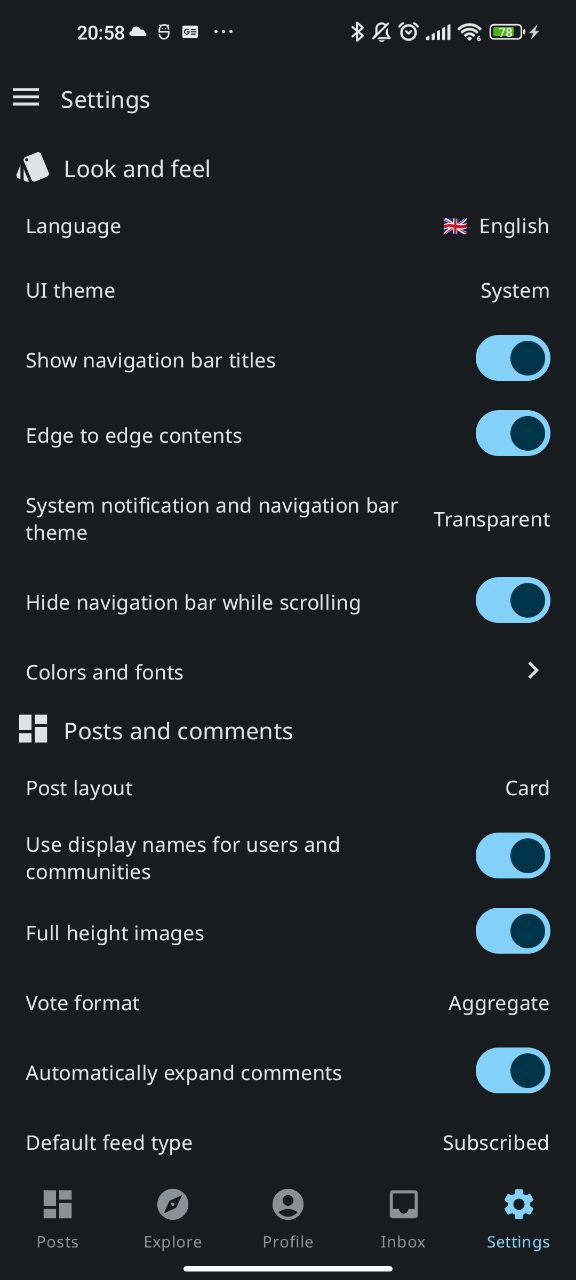 20:58
GE
6
78
Settings
Look and feel
Language
🇬🇧 English
UI theme
System
Show navigation bar titles
Edge to edge contents
System notification and navigation bar
theme
Transparent
Hide navigation bar while scrolling
Colors and fonts
Posts and comments
Post layout
Card
Use display names for users and
communities
Full height images
Vote format
Aggregate
Automatically expand comments
Default feed type
Subscribed
Posts
Explore
Profile
Inbox
Settings